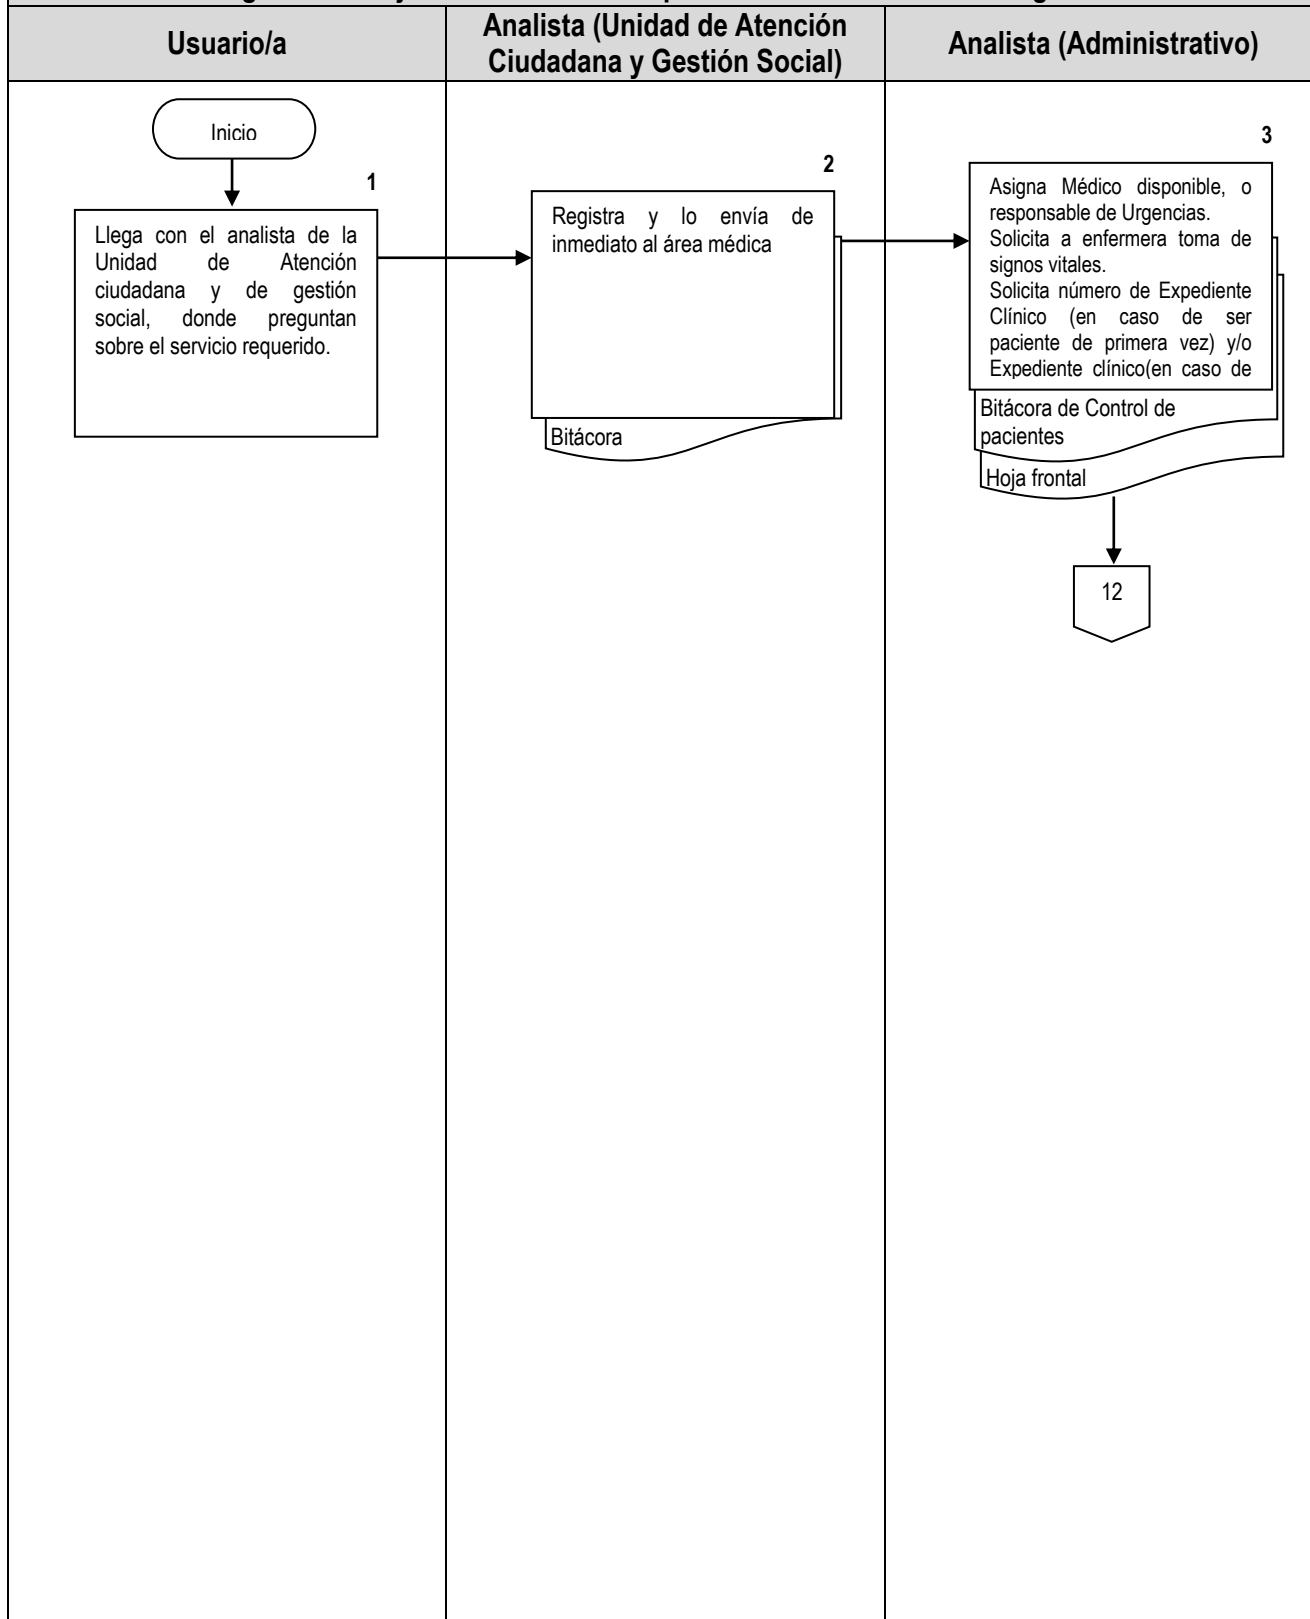 Usuario/a
Analista (Unidad de Atención
Ciudadana y Gestión Social)
Analista (Administrativo)
Inicio
1
Llega con el analista de la
Unidad de Atención
ciudadana y de gestión
social, donde preguntan
sobre el servicio requerido.
2
Registra y lo envía de
inmediato al área médica
Bitácora
3
Asigna Médico disponible, o
responsable de Urgencias.
Solicita a enfermera toma de
signos vitales.
Solicita número de Expediente
Clínico (en caso de ser
paciente de primera vez) y/o
Expediente clínico(en caso de
Bitácora de Control de
pacientes
Hoja frontal
12